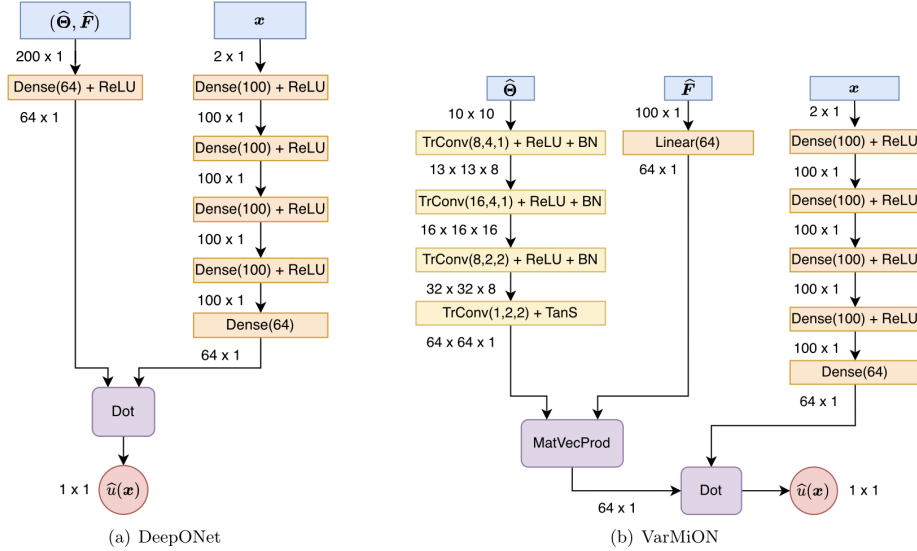 (Θ̂, F̂)
200 x 1
Dense(64) + ReLU
64 x 1
x
2 x 1
Dense(100) + ReLU
100 x 1
Dense(100) + ReLU
100 x 1
Dense(100) + ReLU
100 x 1
Dense(100) + ReLU
100 x 1
Dense(64)
64 x 1
Dot
1 x 1
û(x)
(a) DeepONet
Θ̂
10 x 10
TrConv(8,4,1) + ReLU + BN
13 x 13 x 8
TrConv(16,4,1) + ReLU + BN
16 x 16 x 16
TrConv(8,2,2) + ReLU + BN
32 x 32 x 8
TrConv(1,2,2) + TanS
64 x 64 x 1
F̂
100 x 1
Linear(64)
64 x 1
MatVecProd
64 x 1
x
2 x 1
Dense(100) + ReLU
100 x 1
Dense(100) + ReLU
100 x 1
Dense(100) + ReLU
100 x 1
Dense(100) + ReLU
100 x 1
Dense(64)
64 x 1
Dot
û(x)
1 x 1
(b) VarMiON